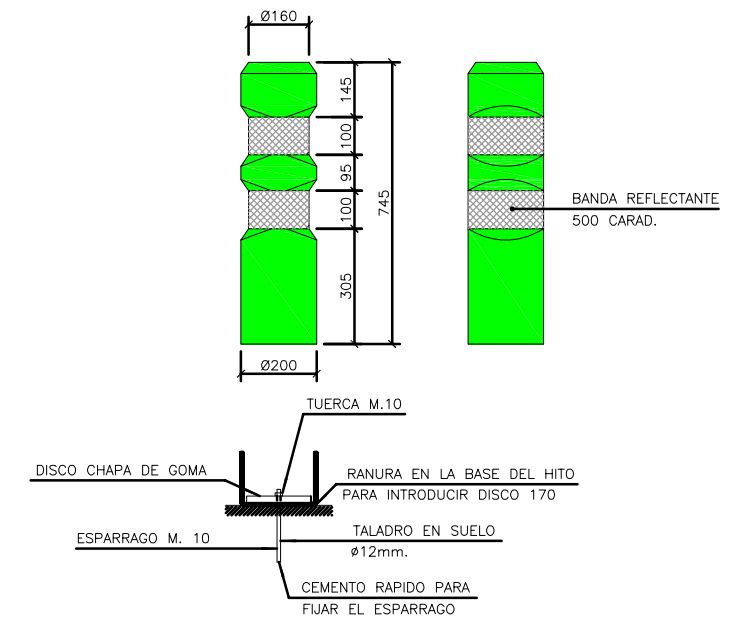 Ø160
145
100
95
100
305
745
Ø200
BANDA REFLECTANTE
500 CARAD.
TUERCA M.10
DISCO CHAPA DE GOMA
RANURA EN LA BASE DEL HITO
PARA INTRODUCIR DISCO 170
ESPARRAGO M. 10
TALADRO EN SUELO
Ø12mm.
CEMENTO RAPIDO PARA
FIJAR EL ESPARRAGO